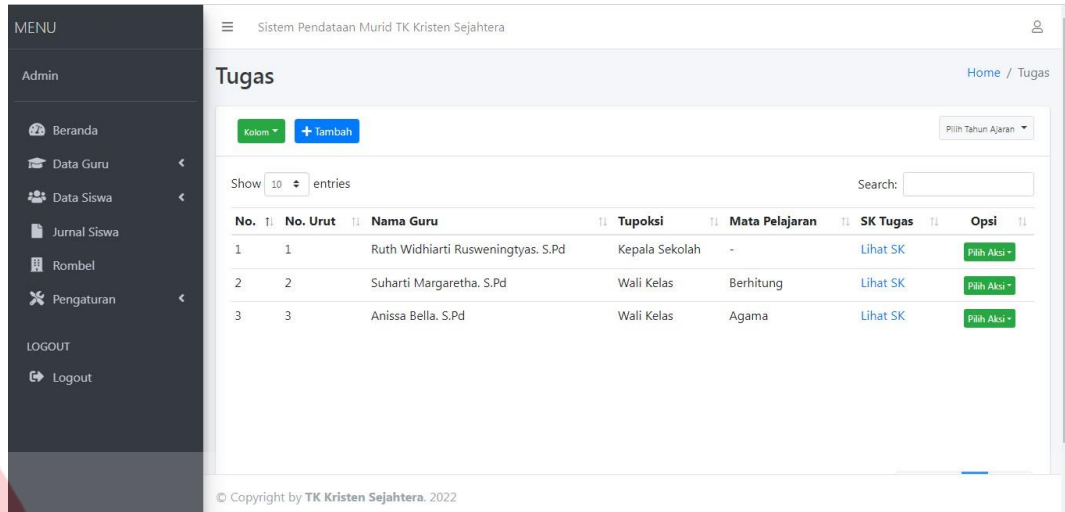 MENU
Sistem Pendataan Murid TK Kristen Sejahtera
Admin
Tugas
Home / Tugas
Beranda
Data Guru
Data Siswa
Jurnal Siswa
Rombel
Pengaturan
LOGOUT
Logout
Kolom + Tambah
Pilih Tahun Ajaran
Show 10 entries
Search:
No. No. Urut Nama Guru Tupoksi Mata Pelajaran SK Tugas Opsi
1 1 Ruth Widhiarti Rusweningtyas. S.Pd Kepala Sekolah - Lihat SK Pilih Aksi
2 2 Suharti Margaretha. S.Pd Wali Kelas Berhitung Lihat SK Pilih Aksi
3 3 Anissa Bella. S.Pd Wali Kelas Agama Lihat SK Pilih Aksi
© Copyright by TK Kristen Sejahtera. 2022